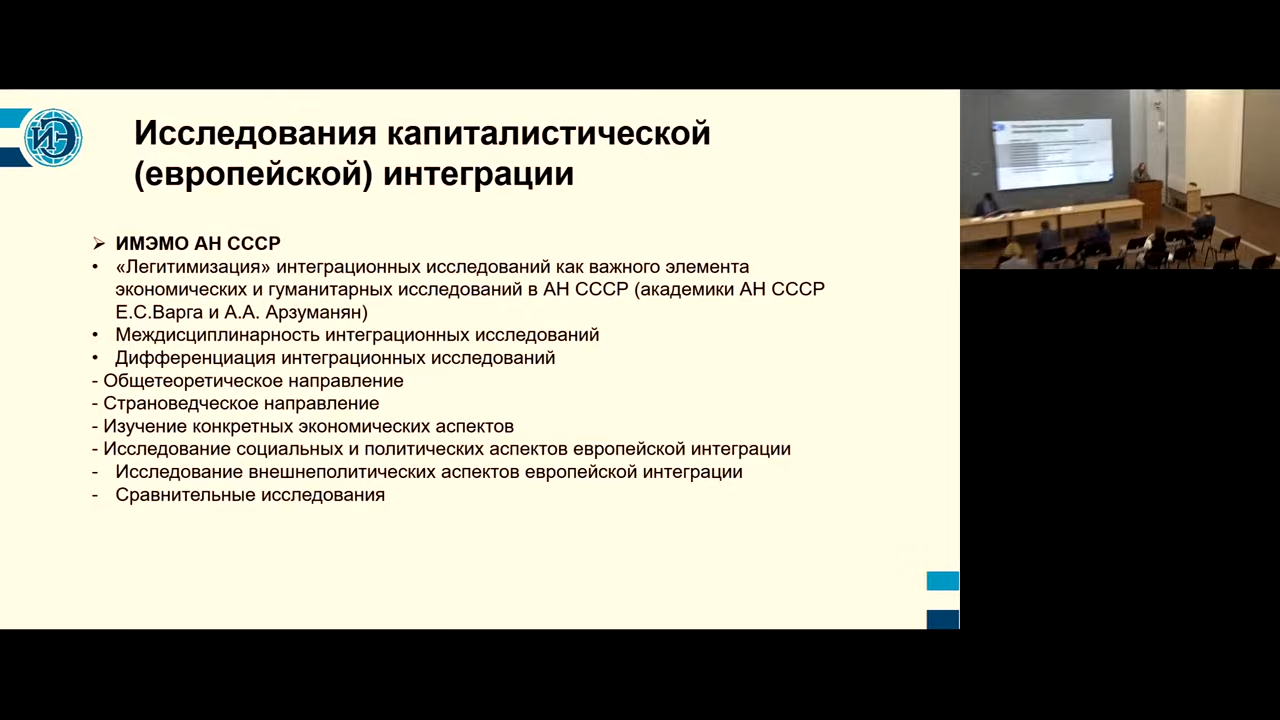 ИЭ
Исследования капиталистической
(европейской) интеграции
➢ ИМЭМО АН СССР
• «Легитимизация» интеграционных исследований как важного элемента
экономических и гуманитарных исследований в АН СССР (академики АН СССР
Е.С.Варга и А.А. Арзуманян)
• Междисциплинарность интеграционных исследований
• Дифференциация интеграционных исследований
- Общетеоретическое направление
- Страноведческое направление
- Изучение конкретных экономических аспектов
- Исследование социальных и политических аспектов европейской интеграции
- Исследование внешнеполитических аспектов европейской интеграции
- Сравнительные исследования